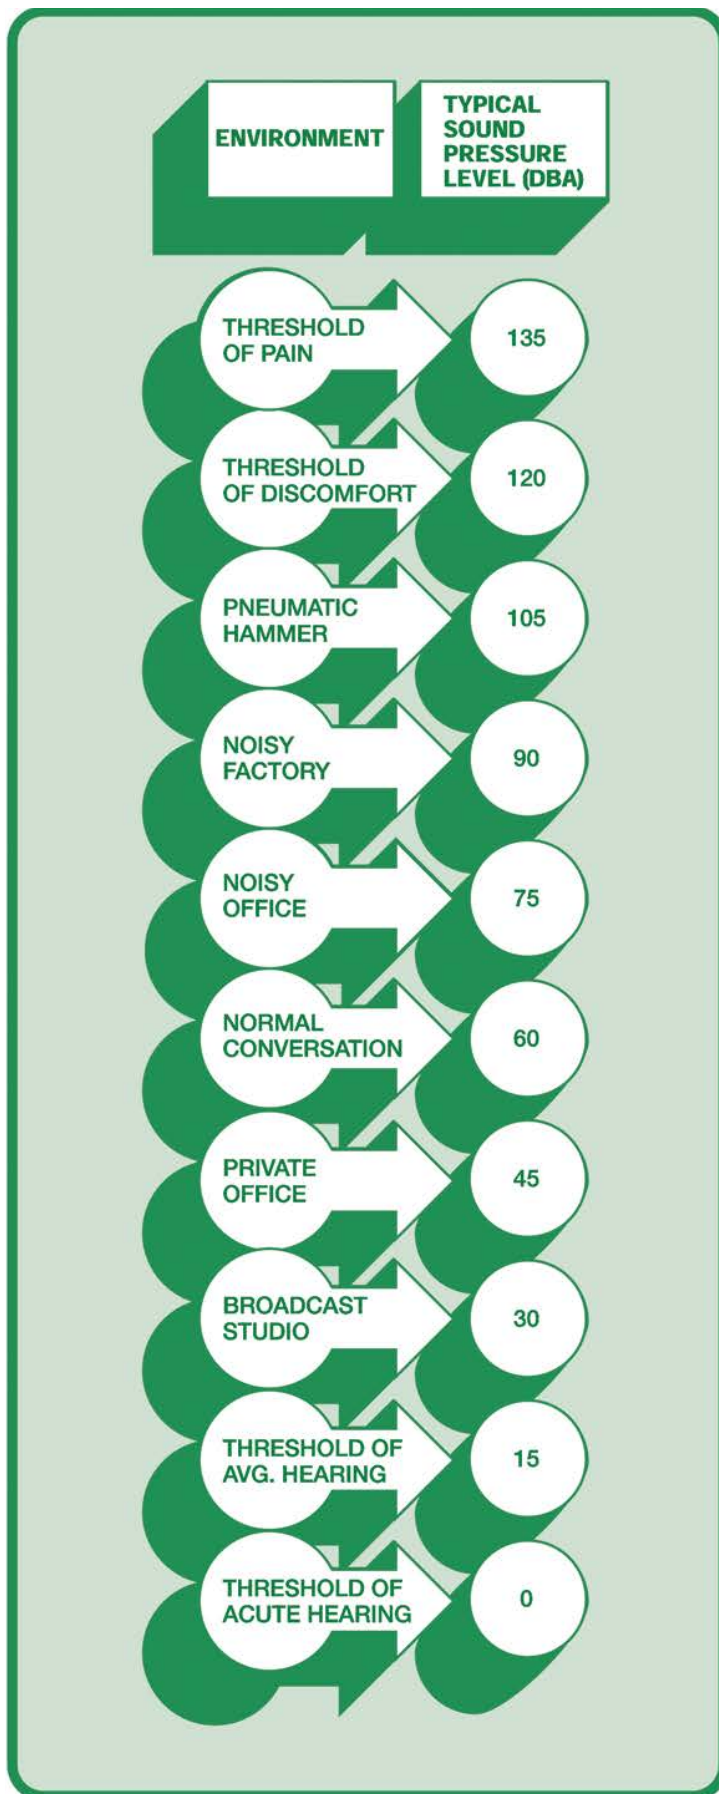 ENVIRONMENT
TYPICAL
SOUND
PRESSURE
LEVEL (DBA)
THRESHOLD
OF PAIN
135
THRESHOLD
OF DISCOMFORT
120
PNEUMATIC
HAMMER
105
NOISY
FACTORY
90
NOISY
OFFICE
75
NORMAL
CONVERSATION
60
PRIVATE
OFFICE
45
BROADCAST
STUDIO
30
THRESHOLD OF
AVG. HEARING
15
THRESHOLD OF
ACUTE HEARING
0